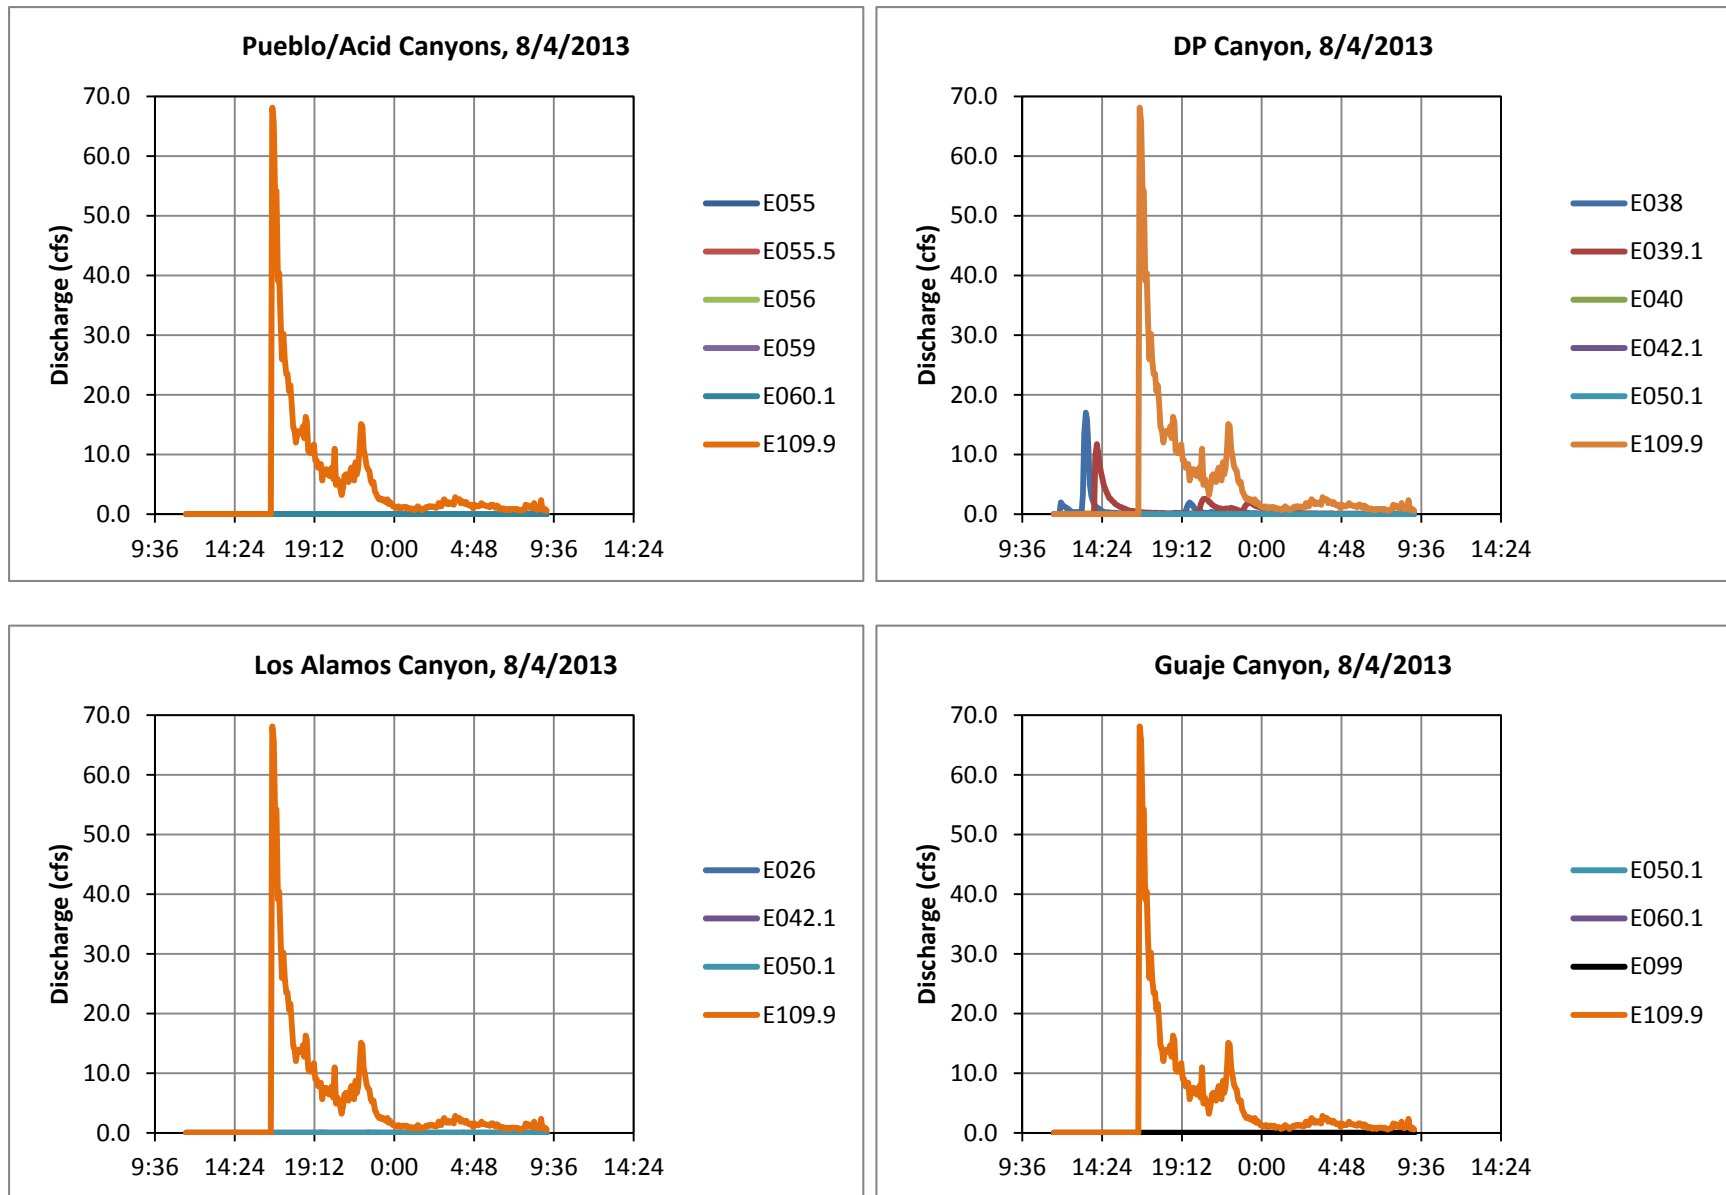 Pueblo/Acid Canyons, 8/4/2013
Discharge (cfs)
70.0
60.0
50.0
40.0
30.0
20.0
10.0
0.0
9:36 14:24 19:12 0:00 4:48 9:36 14:24
E055
E055.5
E056
E059
E060.1
E109.9
DP Canyon, 8/4/2013
Discharge (cfs)
70.0
60.0
50.0
40.0
30.0
20.0
10.0
0.0
9:36 14:24 19:12 0:00 4:48 9:36 14:24
E038
E039.1
E040
E042.1
E050.1
E109.9
Los Alamos Canyon, 8/4/2013
Discharge (cfs)
70.0
60.0
50.0
40.0
30.0
20.0
10.0
0.0
9:36 14:24 19:12 0:00 4:48 9:36 14:24
E026
E042.1
E050.1
E109.9
Guaje Canyon, 8/4/2013
Discharge (cfs)
70.0
60.0
50.0
40.0
30.0
20.0
10.0
0.0
9:36 14:24 19:12 0:00 4:48 9:36 14:24
E050.1
E060.1
E099
E109.9